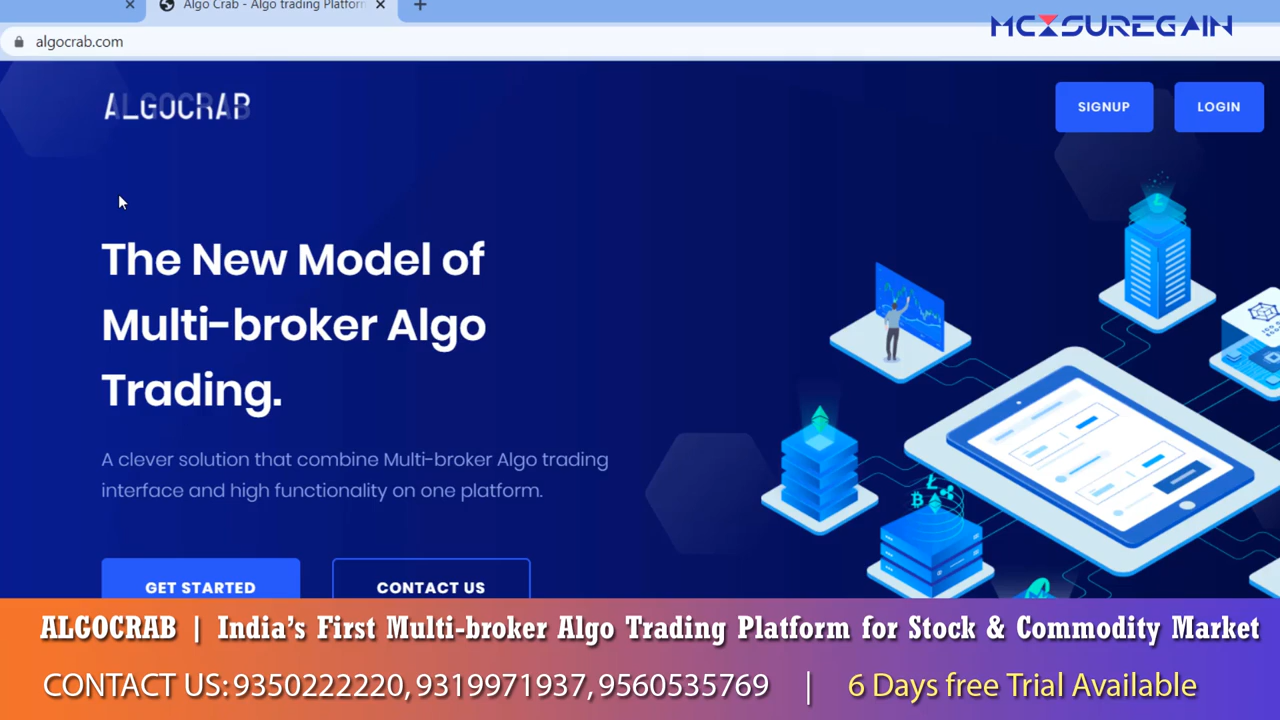 Algo Crab - Algo trading Platform
MCXSUREGAIN
algocrab.com
ALGOCRAB
SIGNUP
LOGIN
The New Model of
Multi-broker Algo
Trading.
A clever solution that combine Multi-broker Algo trading
interface and high functionality on one platform.
GET STARTED
CONTACT US
ALGOCRAB | India's First Multi-broker Algo Trading Platform for Stock & Commodity Market
CONTACT US: 9350222220, 9319971937, 9560535769 | 6 Days free Trial Available